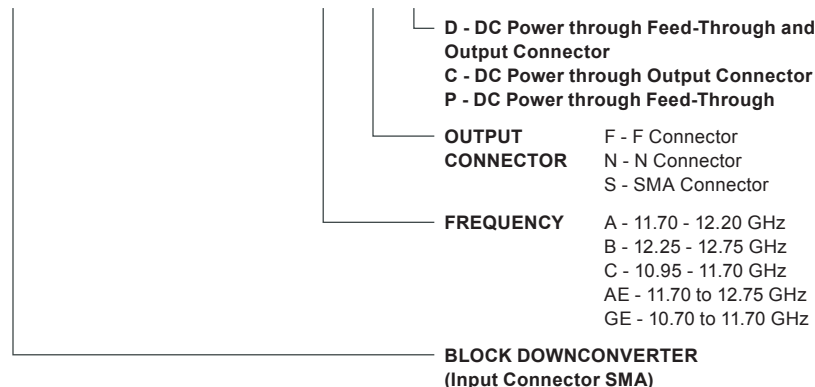 D - DC Power through Feed-Through and
Output Connector
C - DC Power through Output Connector
P - DC Power through Feed-Through
OUTPUT F - F Connector
CONNECTOR N - N Connector
S - SMA Connector
FREQUENCY A - 11.70 - 12.20 GHz
B - 12.25 - 12.75 GHz
C - 10.95 - 11.70 GHz
AE - 11.70 to 12.75 GHz
GE - 10.70 to 11.70 GHz
BLOCK DOWNCONVERTER
(Input Connector SMA)